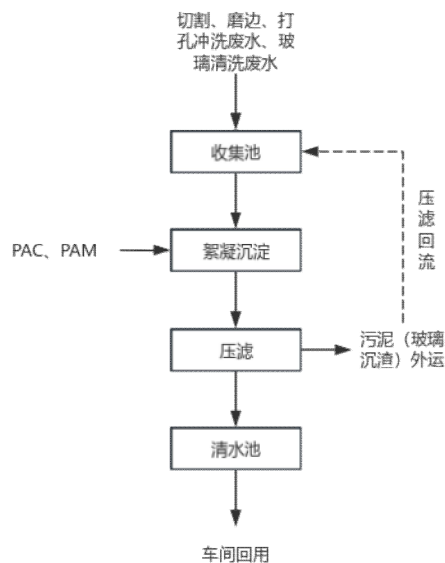 切割、磨边、打
孔冲洗废水、玻
璃清洗废水
收集池
压
滤
回
流
PAC、PAM
絮凝沉淀
压滤
污泥（玻璃
沉渣）外运
清水池
车间回用